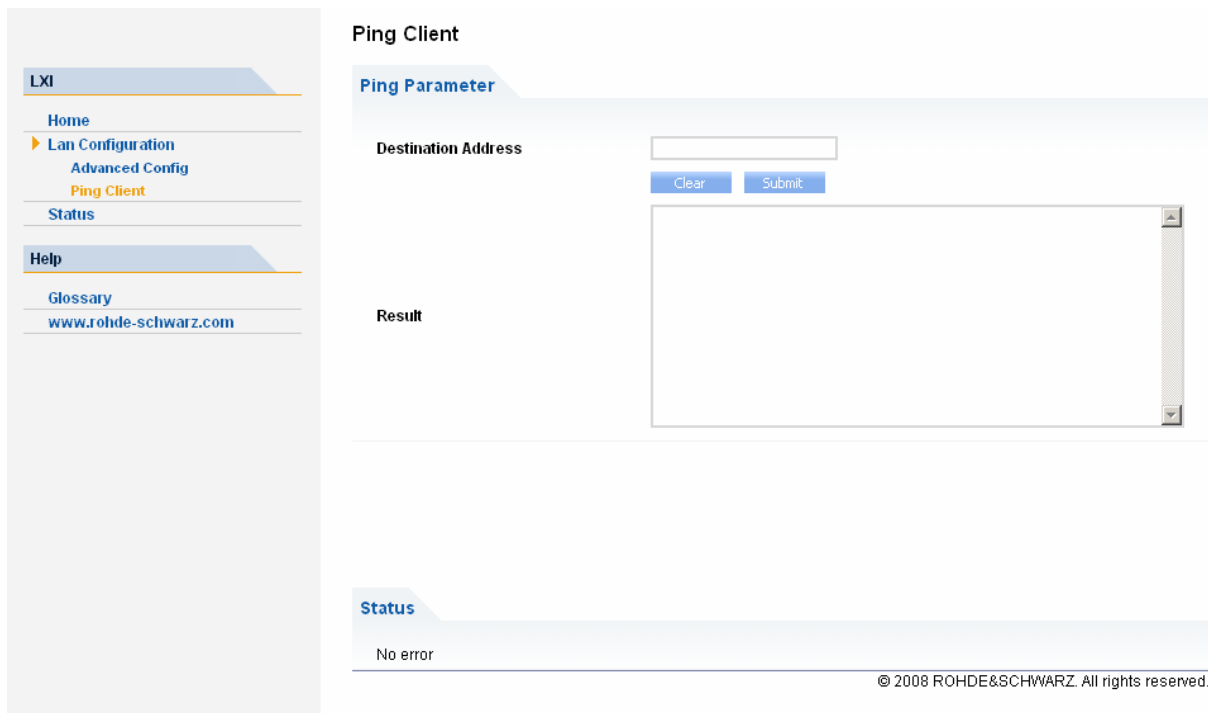 LXI
Home
Lan Configuration
Advanced Config
Ping Client
Status
Help
Glossary
www.rohde-schwarz.com
Ping Client
Ping Parameter
Destination Address
Clear Submit
Result
Status
No error
© 2008 ROHDE&SCHWARZ. All rights reserved.